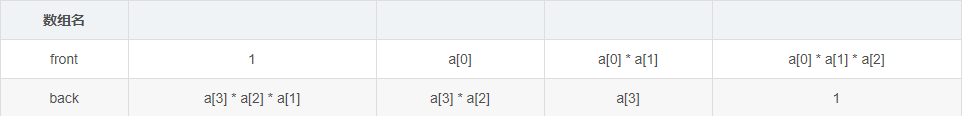 数组名
front 1 a[0] a[0] * a[1] a[0] * a[1] * a[2]
back a[3] * a[2] * a[1] a[3] * a[2] a[3] 1